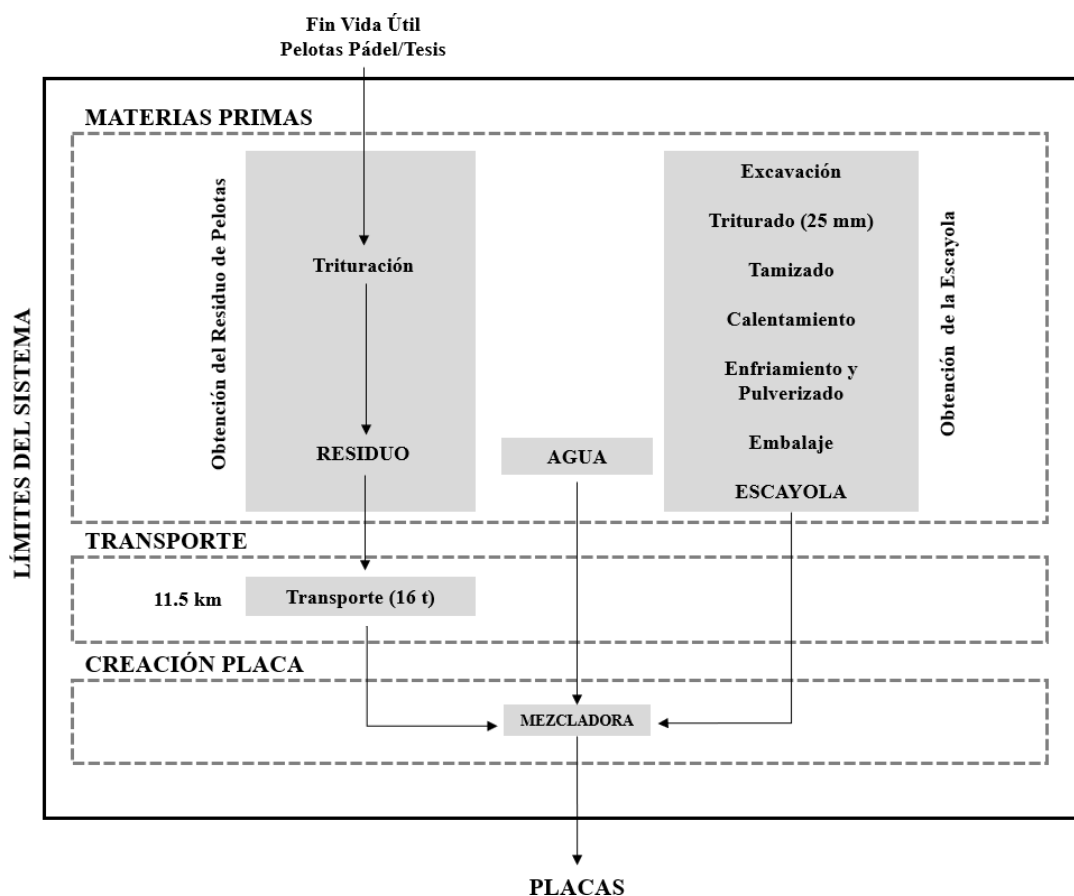 Fin Vida Útil
Pelotas Pádel/Tesis
MATERIAS PRIMAS
LÍMITES DEL SISTEMA
Obtención del Residuo de Pelotas
Trituración
RESIDUO
AGUA
Excavación
Triturado (25 mm)
Tamizado
Calentamiento
Enfriamiento y
Pulverizado
Embalaje
ESCAYOLA
Obtención de la Escayola
TRANSPORTE
11.5 km
Transporte (16 t)
CREACIÓN PLACA
MEZCLADORA
PLACAS